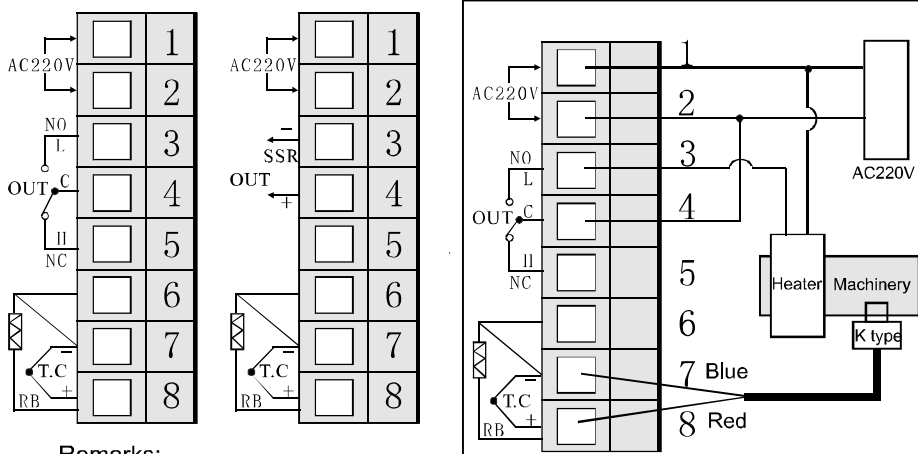 1
AC220V
2
NO
L
3
OUT C
4
H
NC
5
6
7
T.C
−
+
RB
8
1
AC220V
2
−
SSR
3
OUT
+
4
5
6
7
T.C
−
+
RB
8
1
AC220V
2
NO
L
3
OUT C
4
H
NC
5
6
7 Blue
T.C
−
+
RB
8 Red
AC220V
Heater
Machinery
K type
Remarks: